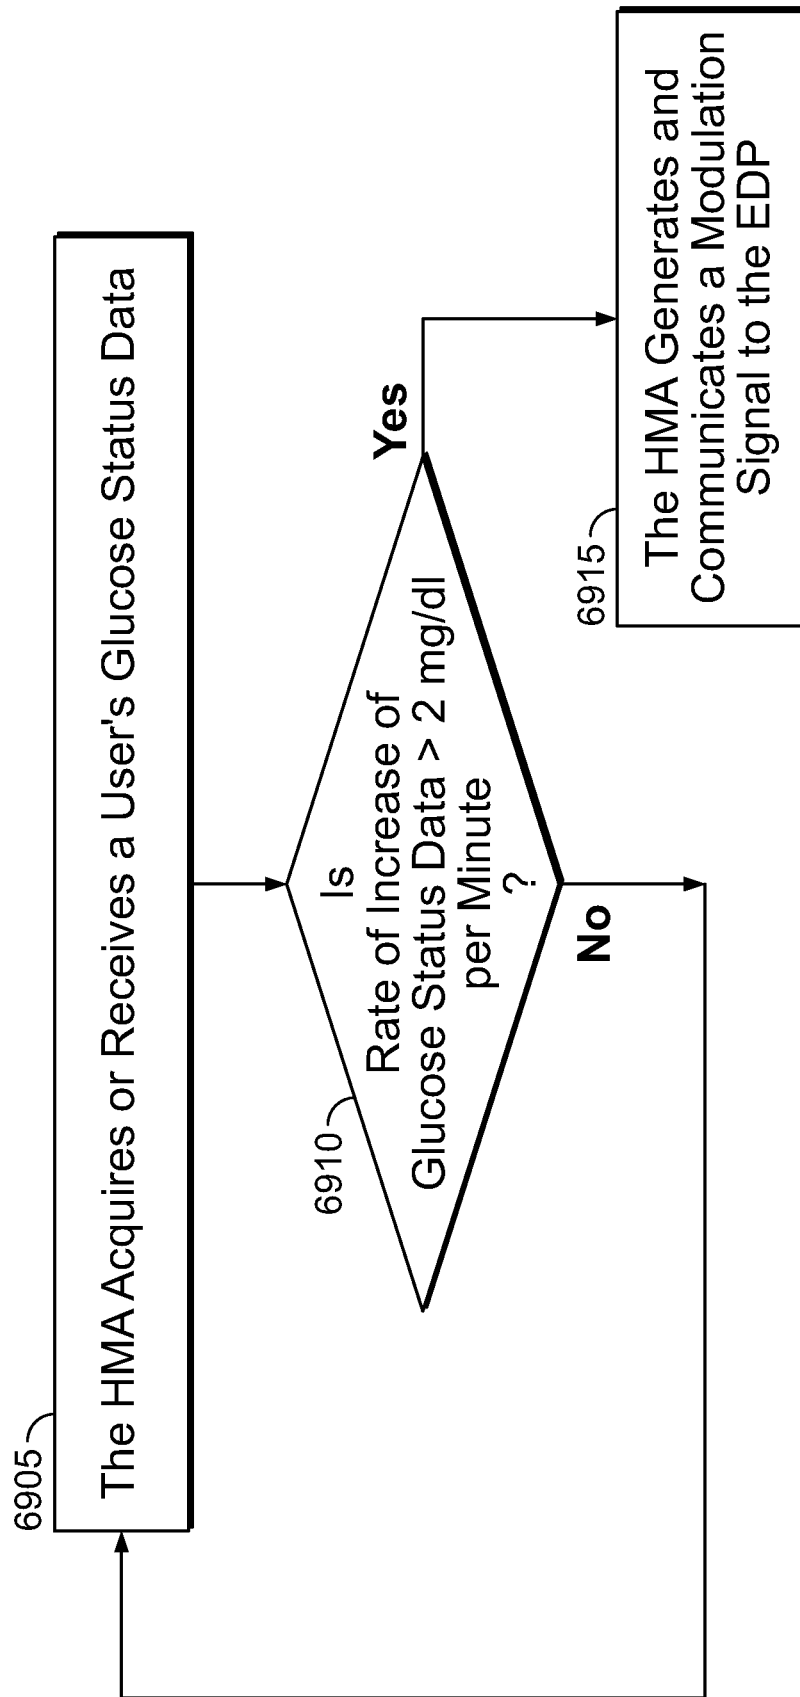 6905
The HMA Acquires or Receives a User's Glucose Status Data
6910
Is
Rate of Increase of
Glucose Status Data > 2 mg/dl
per Minute
?
Yes
No
6915
The HMA Generates and
Communicates a Modulation
Signal to the EDP